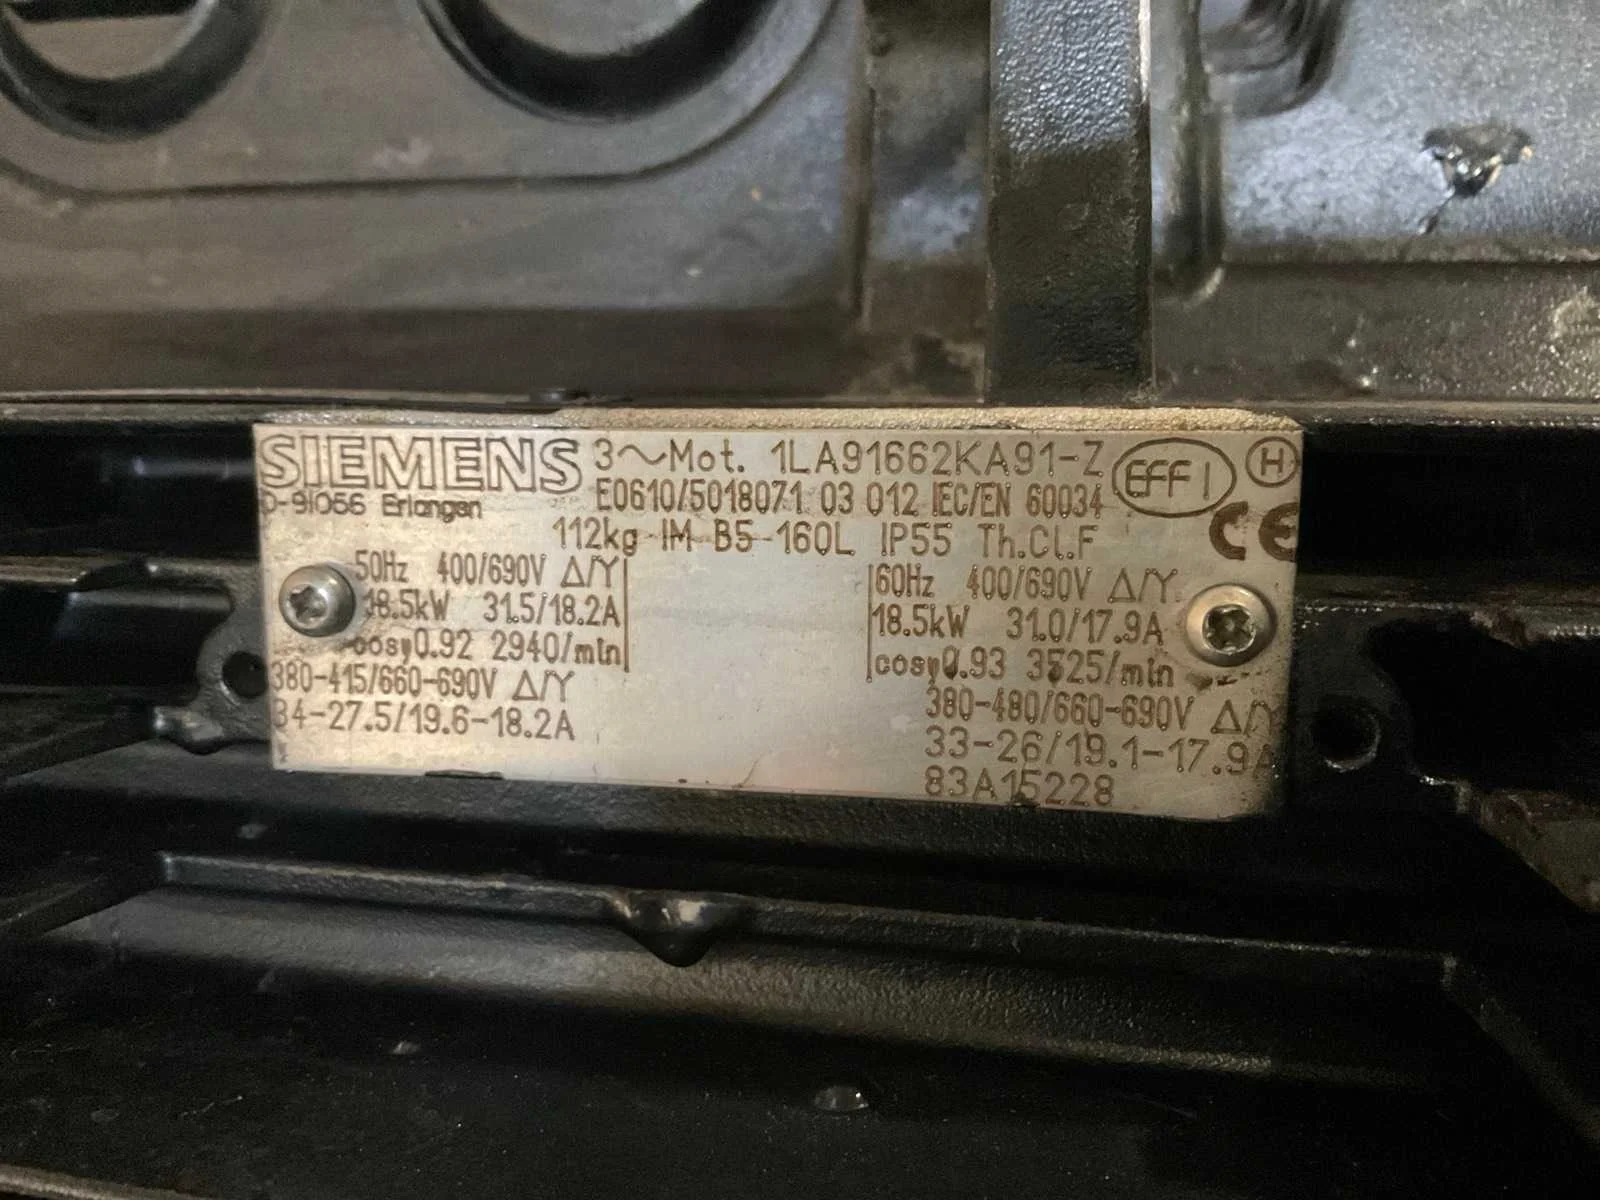 SIEMENS 3~Mot. 1LA91662KA91-Z EFF1 H
D-91056 Erlangen E0610/5018071 03 012 IEC/EN 60034
112kg IM B5 160L IP55 Th.Cl.F CE
50Hz 400/690V Δ/Y 60Hz 400/690V Δ/Y
18.5kW 31.5/18.2A 18.5kW 31.0/17.9A
cosφ0.92 2940/min cosφ0.93 3525/min
380-415/660-690V Δ/Y 380-480/660-690V Δ/Y
34-27.5/19.6-18.2A 33-26/19.1-17.9A
83A15228